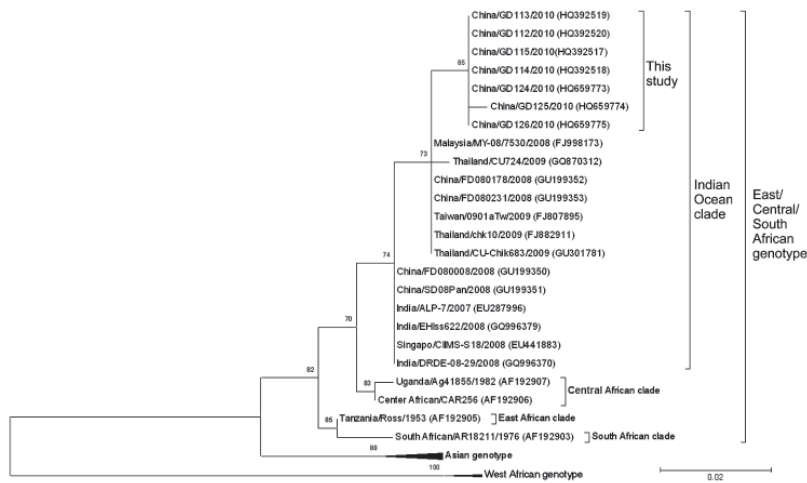 China/GD113/2010 (HQ392519)
China/GD112/2010 (HQ392520)
China/GD115/2010(HQ392517)
85
China/GD114/2010 (HQ392518)
This
study
China/GD124/2010 (HQ659773)
China/GD125/2010 (HQ659774)
China/GD126/2010 (HQ659775)
Malaysia/MY-08/7530/2008 (FJ998173)
73
Thailand/CU724/2009 (GQ870312)
China/FD080178/2008 (GU199352)
China/FD080231/2008 (GU199353)
Taiwan/0901aTw/2009 (FJ807895)
Thailand/chk10/2009 (FJ882911)
Thailand/CU-Chik683/2009 (GU301781)
Indian
Ocean
clade
East/
Central/
South
African
genotype
74
China/FD080008/2008 (GU199350)
China/SD08Pan/2008 (GU199351)
India/ALP-7/2007 (EU287996)
70
India/EHIss622/2008 (GQ996379)
Singapo/CIIMS-S18/2008 (EU441883)
India/DRDE-08-29/2008 (GQ996370)
82
83
Uganda/Ag41855/1982 (AF192907)
Center African/CAR256 (AF192906)
Central African clade
Tanzania/Ross/1953 (AF192905)
East African clade
85
South African/AR18211/1976 (AF192903)
South African clade
88
Asian genotype
100
West African genotype
0.02